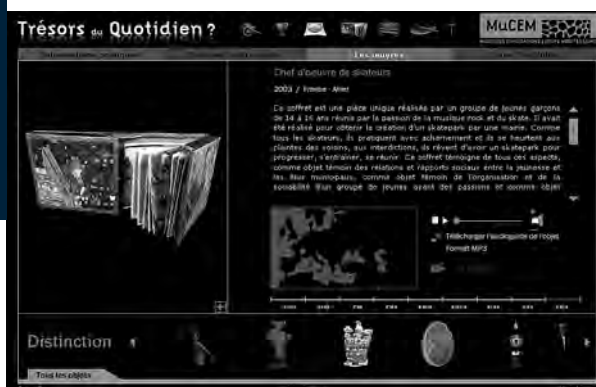 Trésors du Quotidien ?
MuCEM
Les œuvres
Chef d'oeuvre de skateurs
2003 / France - Allier
Ce coffret est une pièce unique réalisée par un groupe de jeunes garçons
de 14 à 16 ans réunis par la passion de la musique rock et du skate. Il avait
été réalisé pour obtenir la création d'un skatepark par une mairie. Comme
tous les skateurs, ils pratiquent avec acharnement et ils se heurtent aux
plaintes des voisins, aux interdictions, ils rêvent d'avoir un skatepark pour
progresser, s'entraîner, se réunir. Ce coffret témoigne de tous ces aspects,
comme objet témoin des relations et rapports sociaux entre la jeunesse et
les élus municipaux, comme objet témoin de l'organisation et de la
sociabilité d'un groupe de jeunes ayant des passions et comme objet
Télécharger l'audioguide de l'objet
Format MP3
Distinction
Tous les objets